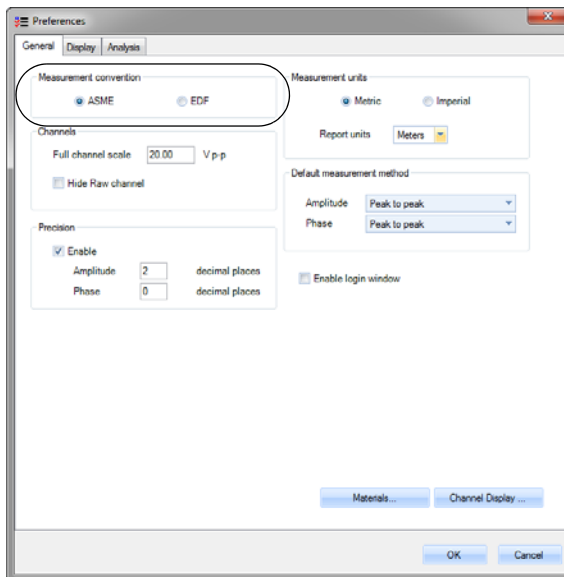 Preferences
General Display Analysis
Measurement convention
ASME EDF
Channels
Full channel scale 20.00 V p-p
Hide Raw channel
Precision
Enable
Amplitude 2 decimal places
Phase 0 decimal places
Measurement units
Metric Imperial
Report units Meters
Default measurement method
Amplitude Peak to peak
Phase Peak to peak
Enable login window
Materials... Channel Display ...
OK Cancel